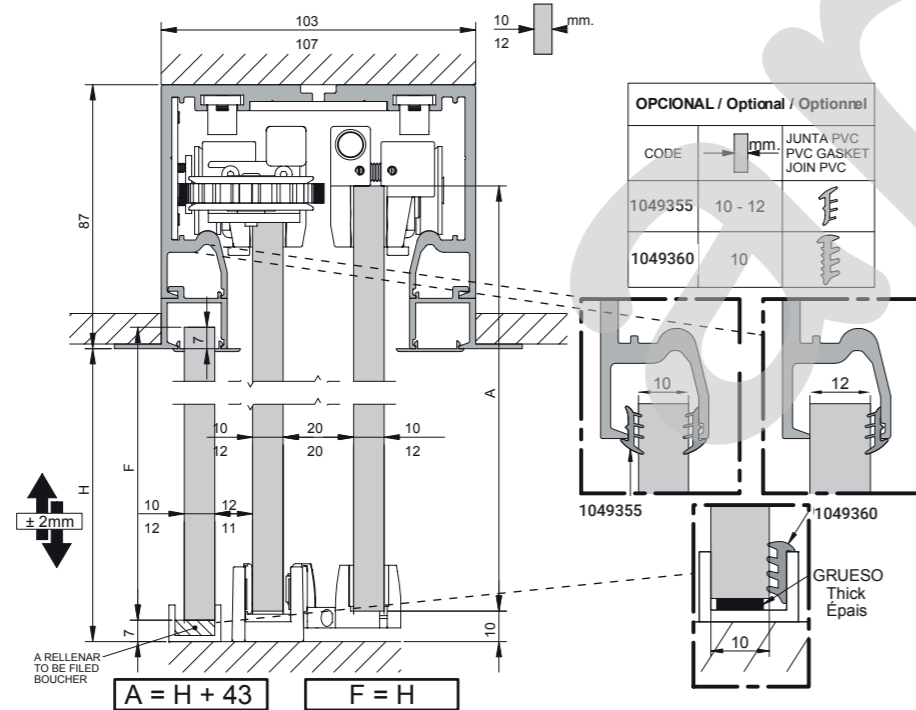 103
107
10
12
mm.
OPCIONAL / Optional / Optionnel
CODE
mm.
JUNTA PVC
PVC GASKET
JOIN PVC
1049355
10 - 12
1049360
10
87
7
A
10
12
20
20
10
12
F
H
± 2mm
10
12
12
11
7
10
A RELLENAR
TO BE FILED
BOUCHER
A = H + 43
F = H
10
12
1049355
1049360
GRUESO
Thick
Épais
10